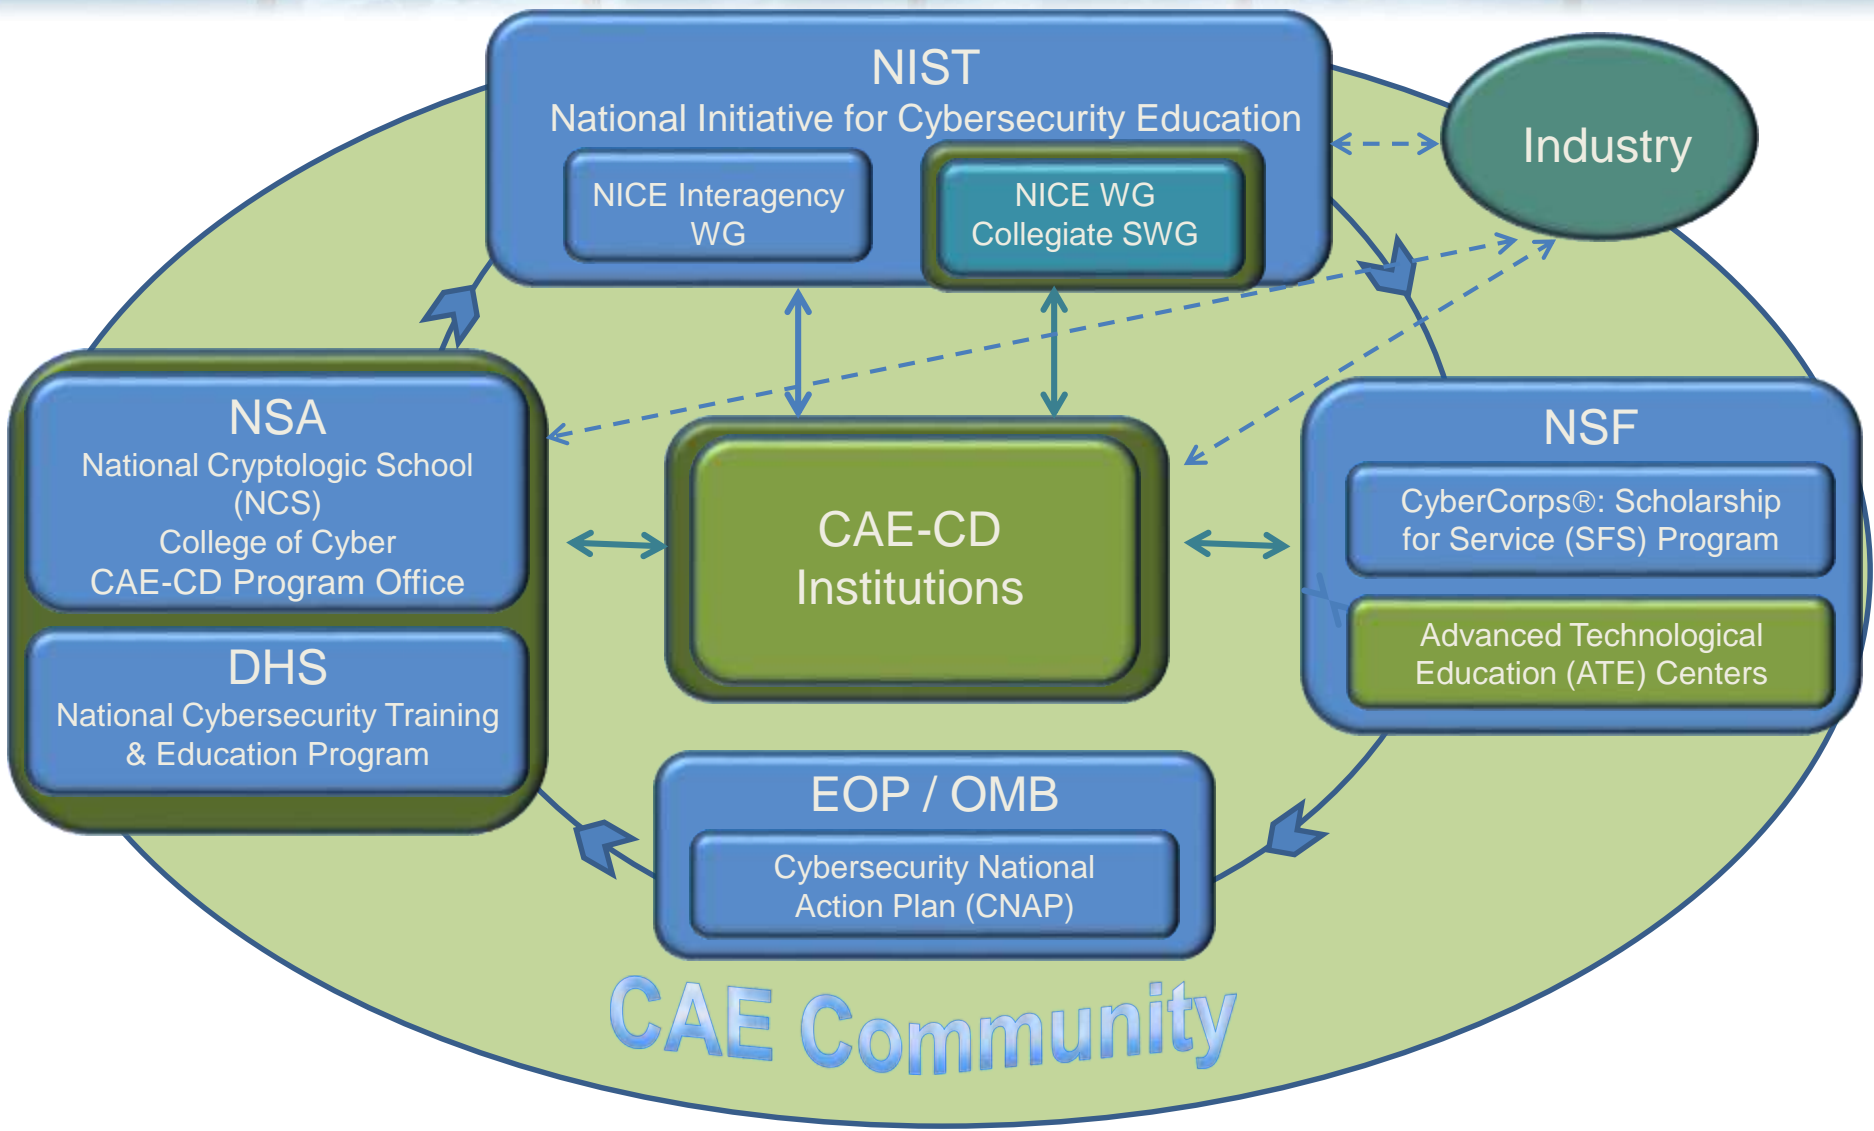 NIST
National Initiative for Cybersecurity Education
NICE Interagency
WG
NICE WG
Collegiate SWG
Industry
NSA
National Cryptologic School
(NCS)
College of Cyber
CAE-CD Program Office
DHS
National Cybersecurity Training
& Education Program
CAE-CD
Institutions
NSF
CyberCorps®: Scholarship
for Service (SFS) Program
Advanced Technological
Education (ATE) Centers
EOP / OMB
Cybersecurity National
Action Plan (CNAP)
CAE Community